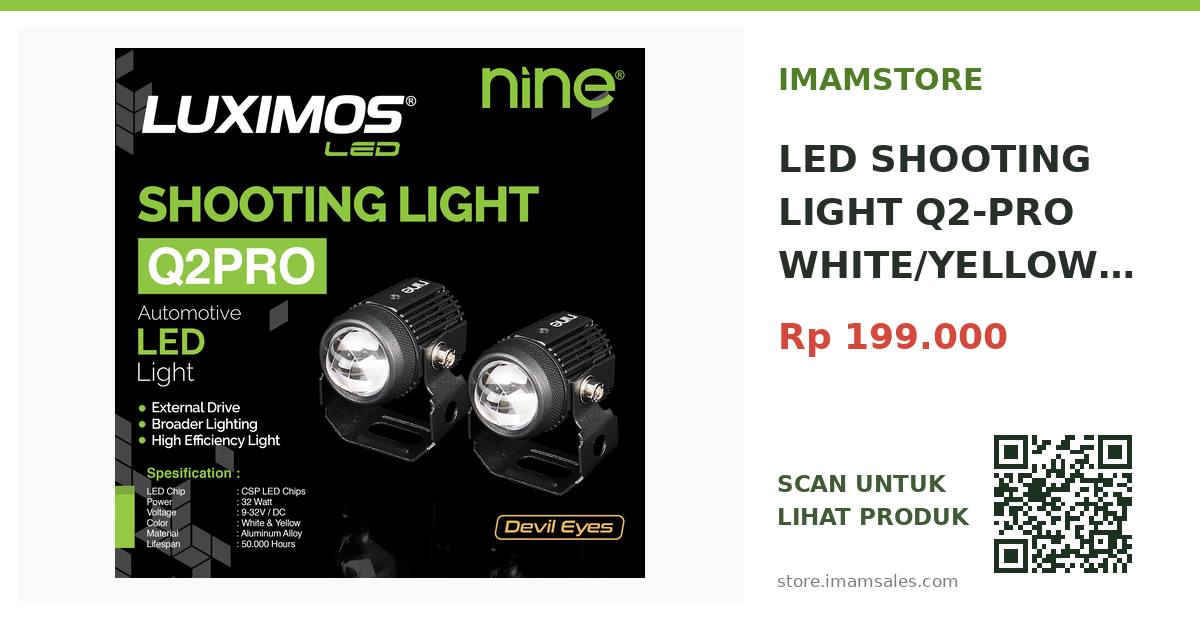 LUXIMOS®
LED
nine®
SHOOTING LIGHT
Q2PRO
Automotive
LED
Light
• External Drive
• Broader Lighting
• High Efficiency Light
Spesification :
LED Chip : CSP LED Chips
Power : 32 Watt
Voltage : 9-32V / DC
Color : White & Yellow
Material : Aluminum Alloy
Lifespan : 50.000 Hours
nine
nine
Devil Eyes
IMAMSTORE
LED SHOOTING
LIGHT Q2-PRO
WHITE/YELLOW...
Rp 199.000
SCAN UNTUK
LIHAT PRODUK
store.imamsales.com